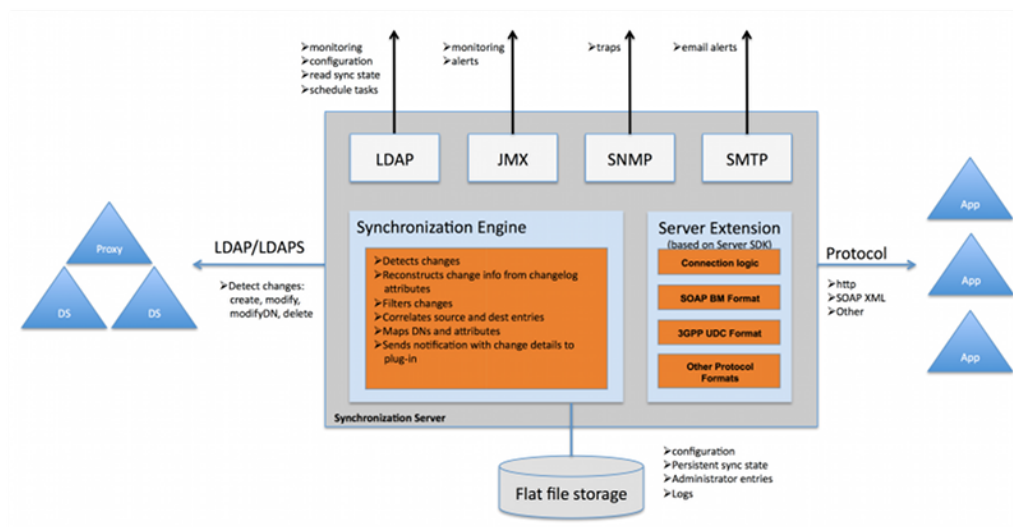 ➢monitoring
➢configuration
➢read sync state
➢schedule tasks
➢monitoring
➢alerts
➢traps
➢email alerts
LDAP
JMX
SNMP
SMTP
Synchronization Engine
➢Detects changes
➢Reconstructs change info from changelog
attributes
➢Filters changes
➢Correlates source and dest entries
➢Maps DNs and attributes
➢Sends notification with change details to
plug-in
Server Extension
(based on Server SDK)
Connection logic
SOAP BM Format
3GPP UDC Format
Other Protocol
Formats
Synchronization Server
Proxy
DS
DS
LDAP/LDAPS
➢Detect changes:
create, modify,
modifyDN, delete
Protocol
➢http
➢SOAP XML
➢Other
App
App
App
Flat file storage
➢configuration
➢Persistent sync state
➢Administrator entries
➢Logs